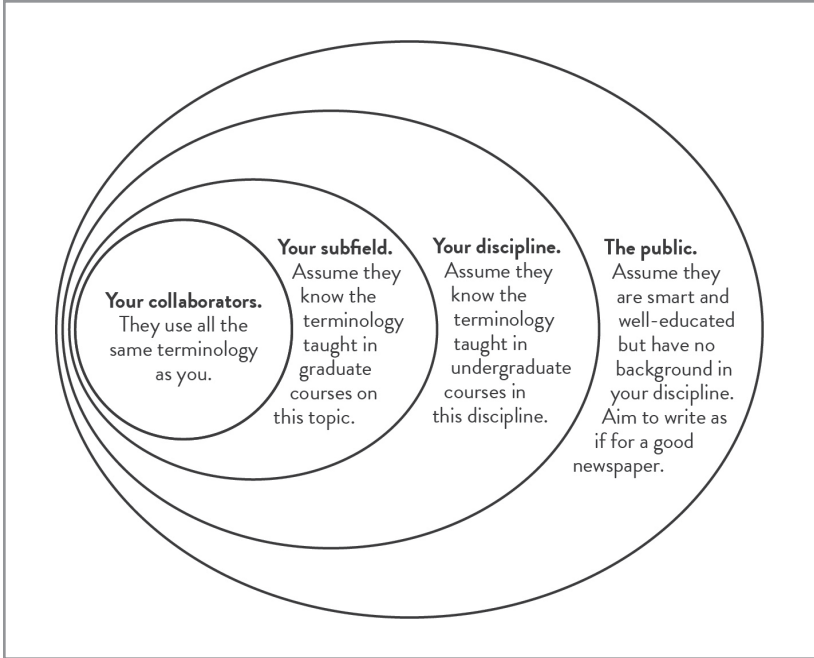 Your collaborators.
They use all the
same terminology
as you.
Your subfield.
Assume they
know the
terminology
taught in
graduate
courses on
this topic.
Your discipline.
Assume they
know the
terminology
taught in
undergraduate
courses in
this discipline.
The public.
Assume they
are smart and
well-educated
but have no
background in
your discipline.
Aim to write as
if for a good
newspaper.